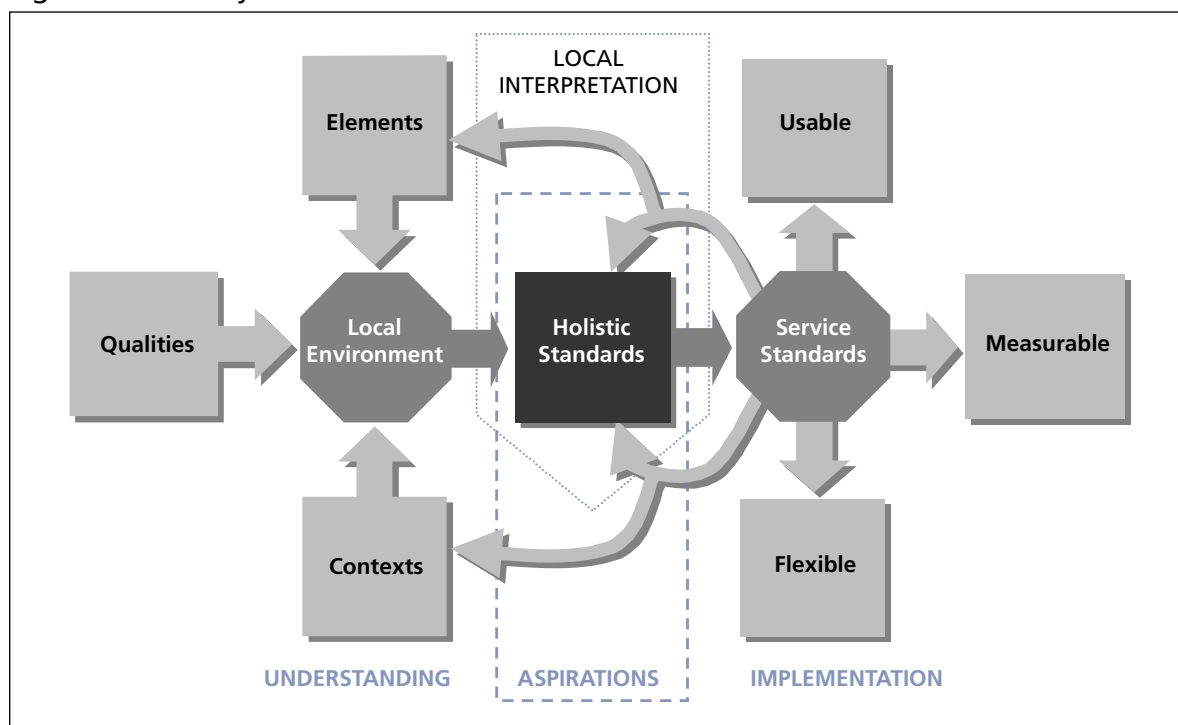 LOCAL
INTERPRETATION
Elements
Usable
Qualities
Local
Environment
Holistic
Standards
Service
Standards
Measurable
Contexts
Flexible
UNDERSTANDING
ASPIRATIONS
IMPLEMENTATION